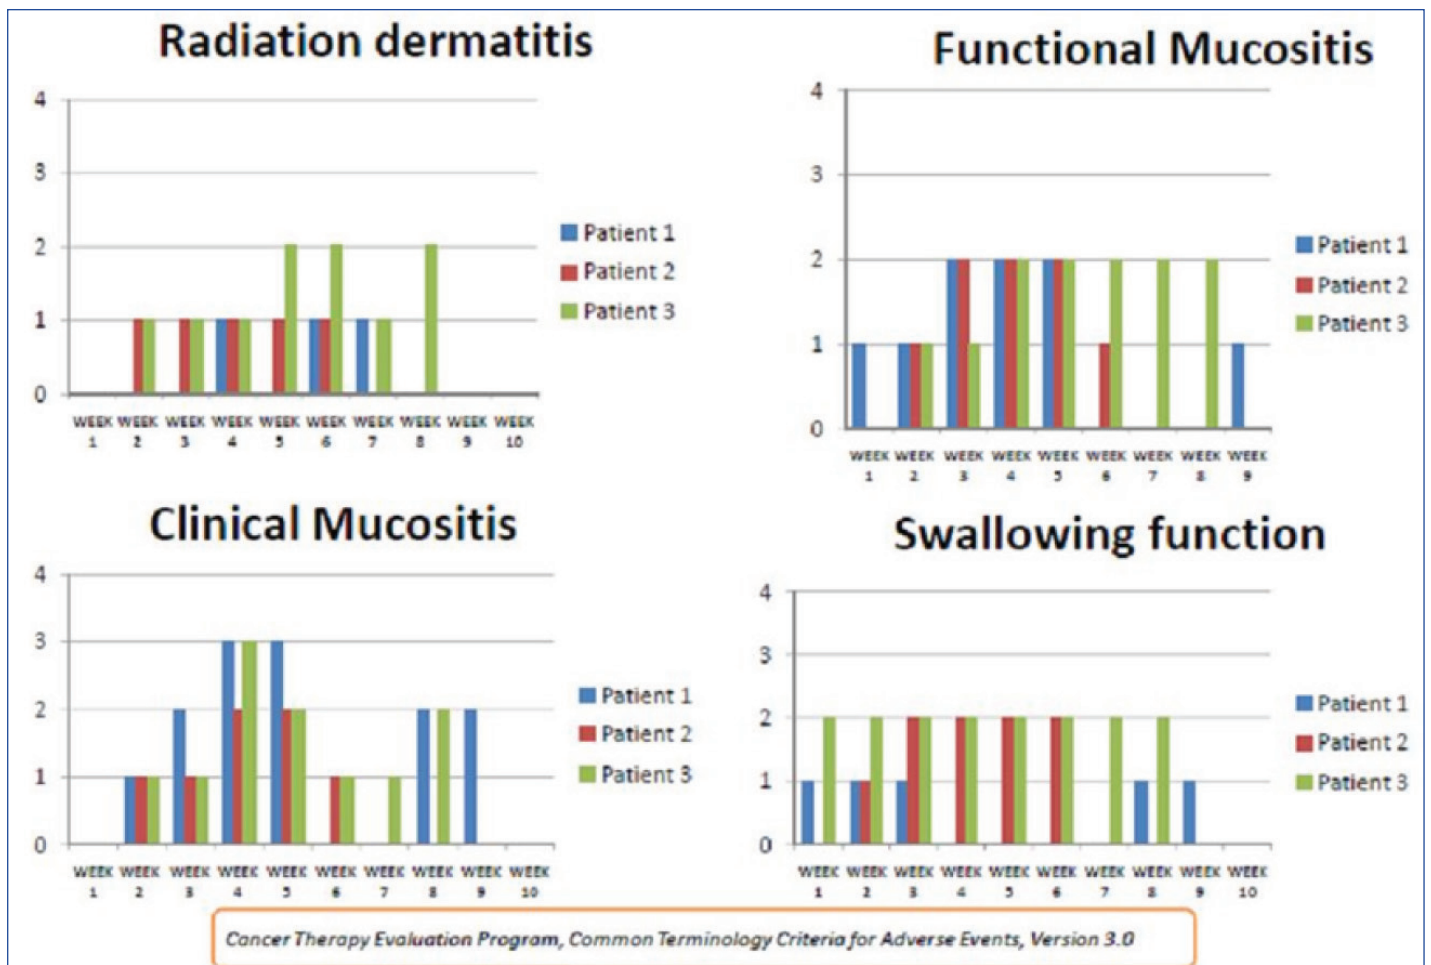 Radiation dermatitis
4
3
2
1
0
WEEK WEEK WEEK WEEK WEEK WEEK WEEK WEEK WEEK WEEK
1 2 3 4 5 6 7 8 9 10
Patient 1
Patient 2
Patient 3
Functional Mucositis
4
3
2
1
0
WEEK WEEK WEEK WEEK WEEK WEEK WEEK WEEK WEEK
1 2 3 4 5 6 7 8 9
Patient 1
Patient 2
Patient 3
Clinical Mucositis
4
3
2
1
0
WEEK WEEK WEEK WEEK WEEK WEEK WEEK WEEK WEEK WEEK
1 2 3 4 5 6 7 8 9 10
Patient 1
Patient 2
Patient 3
Swallowing function
4
3
2
1
0
WEEK WEEK WEEK WEEK WEEK WEEK WEEK WEEK WEEK WEEK
1 2 3 4 5 6 7 8 9 10
Patient 1
Patient 2
Patient 3
Cancer Therapy Evaluation Program, Common Terminology Criteria for Adverse Events, Version 3.0